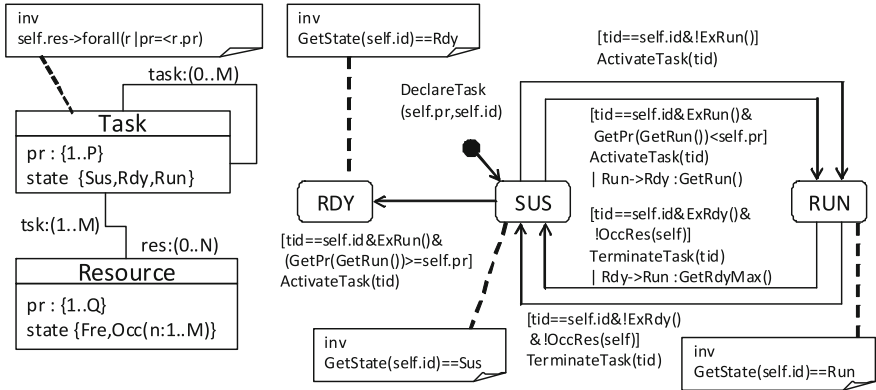 inv
self.res->forall(r|pr=<r.pr)
task:(0..M)
Task
pr : {1..P}
state {Sus,Rdy,Run}
tsk:(1..M)
res:(0..N)
Resource
pr : {1..Q}
state {Fre,Occ(n:1..M)}
inv
GetState(self.id)==Rdy
DeclareTask
(self.pr,self.id)
[tid==self.id&!ExRun()]
ActivateTask(tid)
[tid==self.id&ExRun()&
GetPr(GetRun())<self.pr]
ActivateTask(tid)
| Run->Rdy :GetRun()
RDY
SUS
RUN
[tid==self.id&ExRun()&
(GetPr(GetRun())>=self.pr]
ActivateTask(tid)
[tid==self.id&ExRdy()&
!OccRes(self)]
TerminateTask(tid)
| Rdy->Run :GetRdyMax()
[tid==self.id&!ExRdy()
&!OccRes(self)]
TerminateTask(tid)
inv
GetState(self.id)==Sus
inv
GetState(self.id)==Run